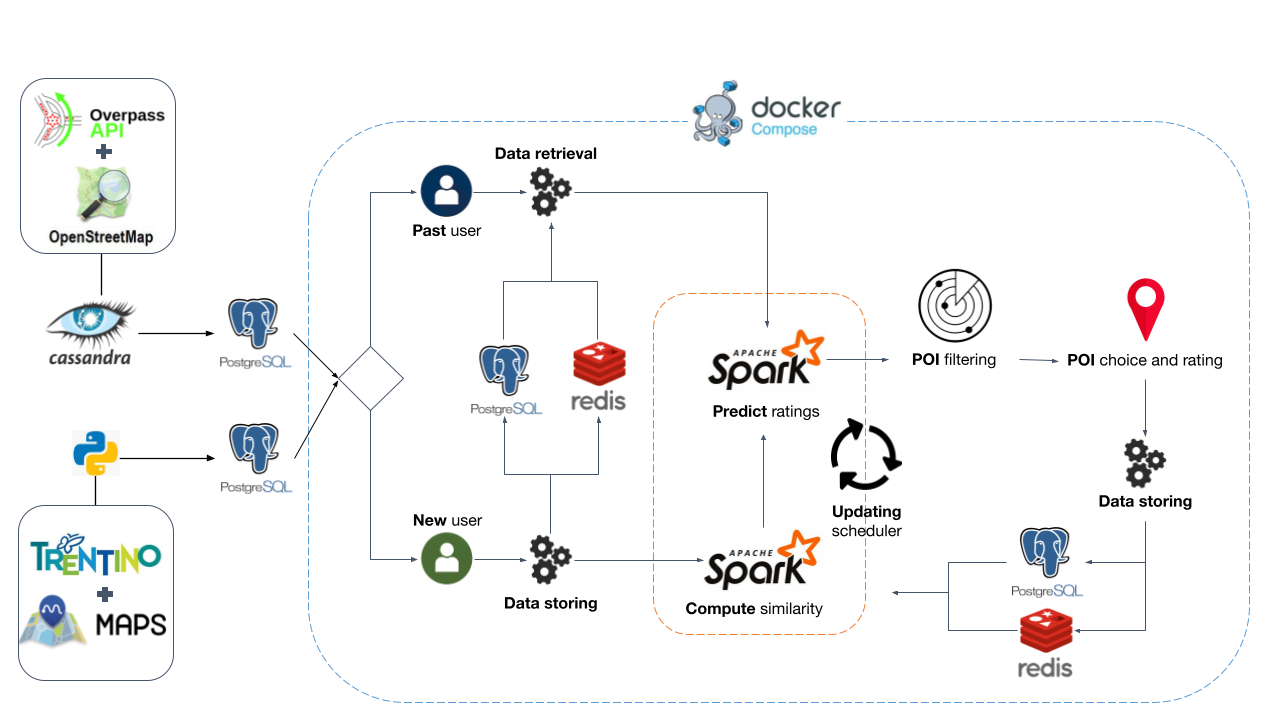 Overpass
API
OpenStreetMap
cassandra
PostgreSQL
PostgreSQL
TRENTINO
MAPS
docker
Compose
Data retrieval
Past user
PostgreSQL
redis
New user
Data storing
APACHE
Spark
Predict ratings
Updating
scheduler
APACHE
Spark
Compute similarity
POI filtering
POI choice and rating
Data storing
PostgreSQL
redis